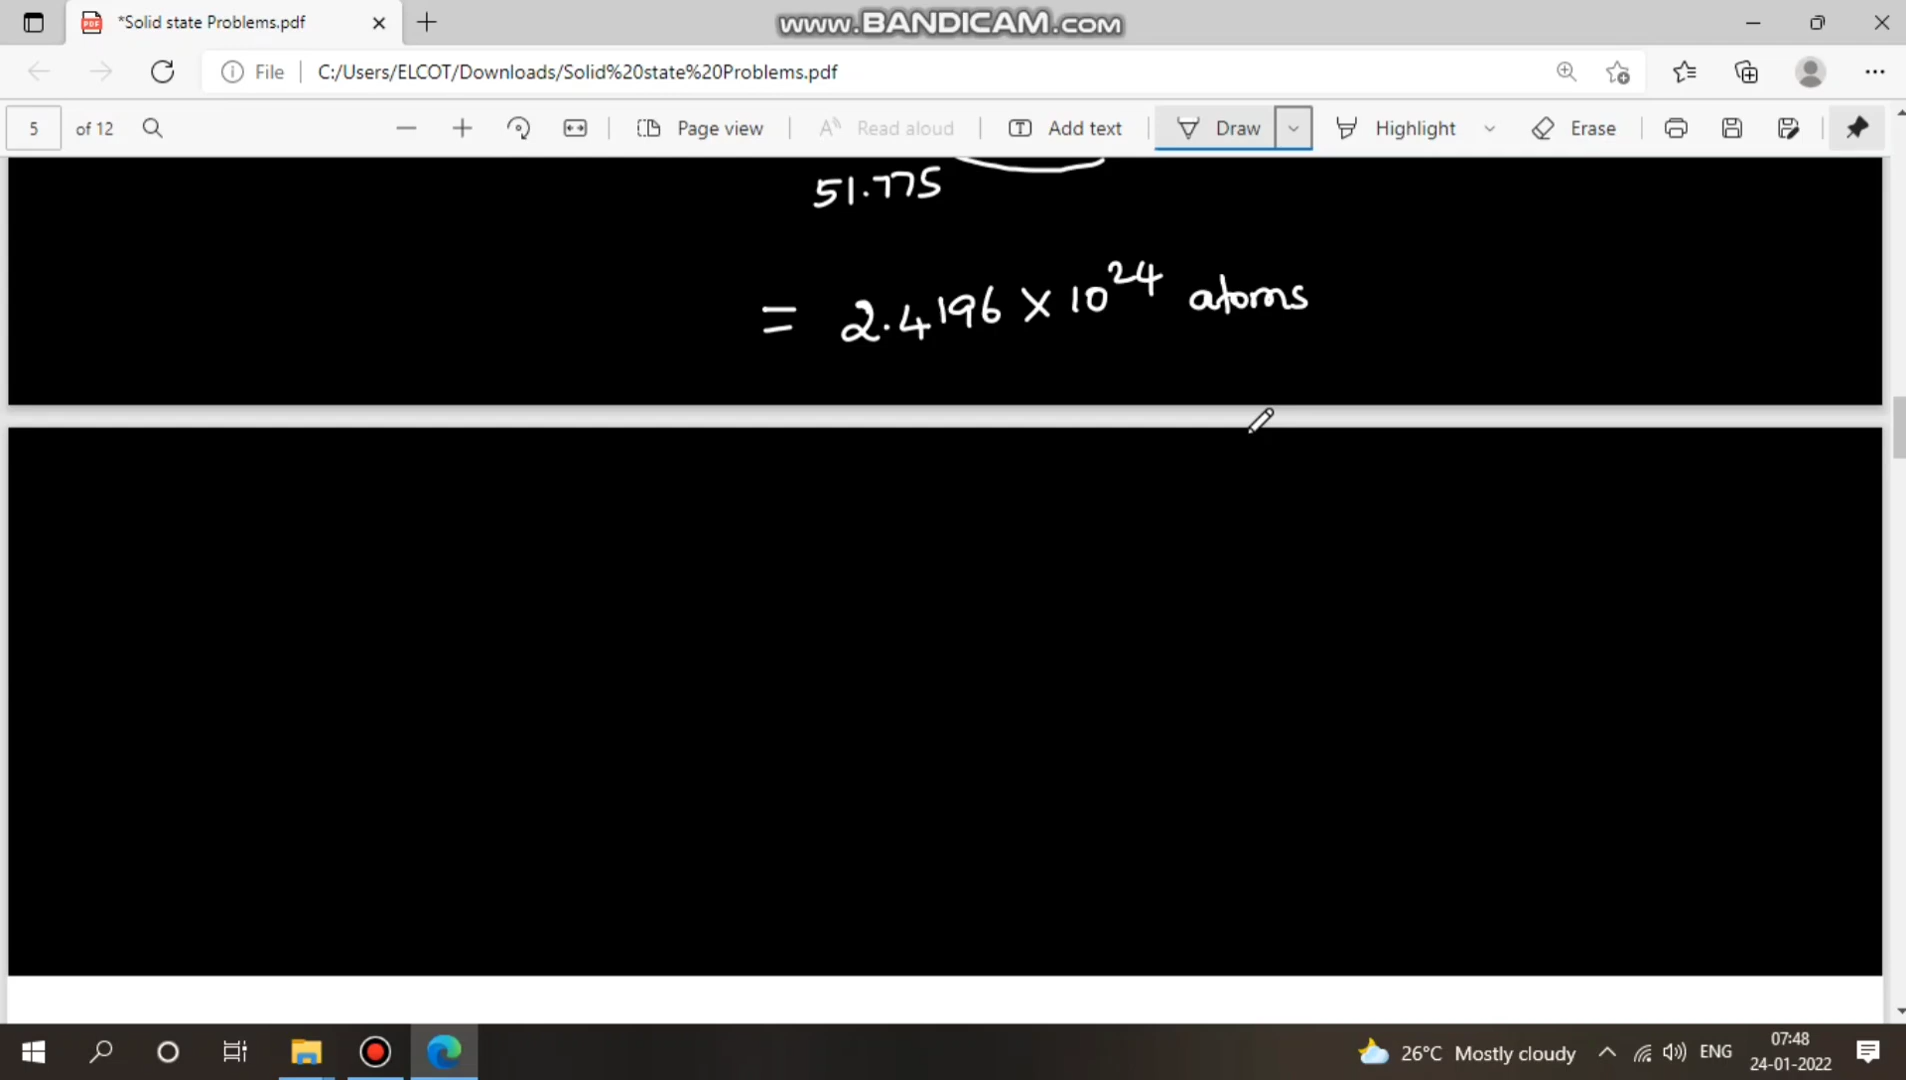 *Solid state Problems.pdf
www.BANDICAM.com
File
C:/Users/ELCOT/Downloads/Solid%20state%20Problems.pdf
5 of 12
Page view
Read aloud
Add text
Draw
Highlight
Erase
51.775
= 2.4196 × 10²⁴ atoms
26°C Mostly cloudy
ENG
07:48
24-01-2022